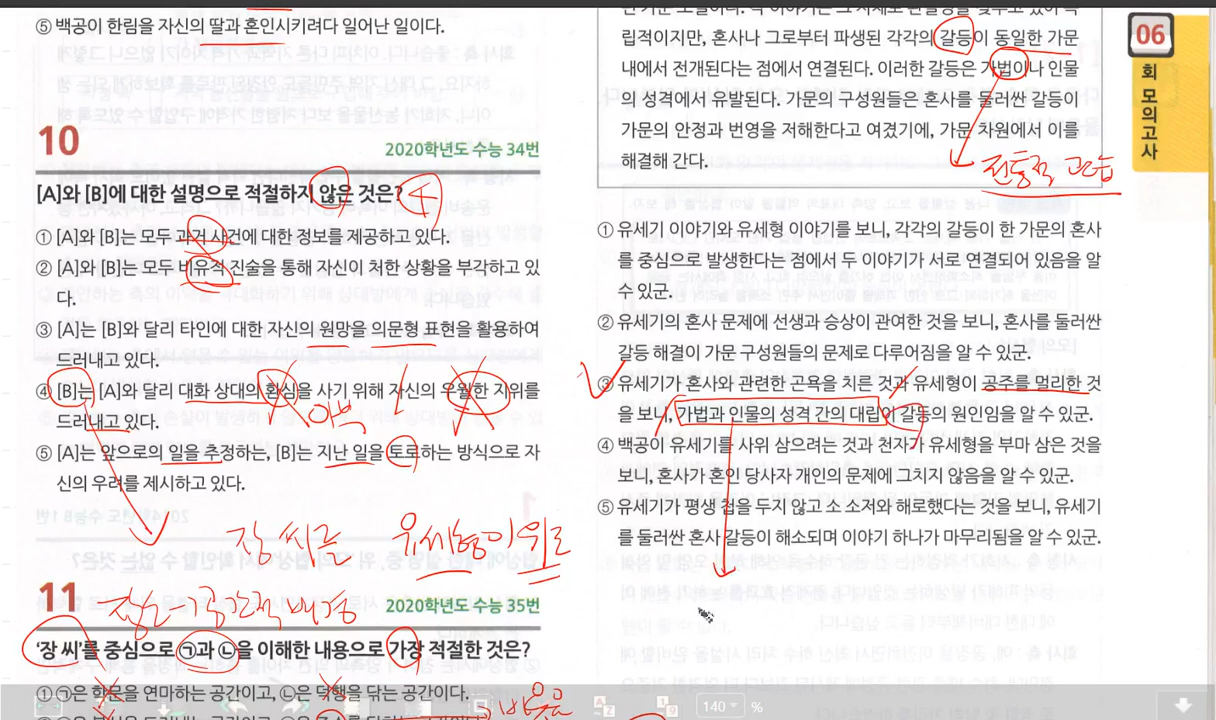 ⑤ 백공이 한림을 자신의 딸과 혼인시키려다 일어난 일이다.
10
2020학년도 수능 34번
[A]와 [B]에 대한 설명으로 적절하지 않은 것은?
① [A]와 [B]는 모두 과거 사건에 대한 정보를 제공하고 있다.
② [A]와 [B]는 모두 비유적 진술을 통해 자신이 처한 상황을 부각하고 있
다.
③ [A]는 [B]와 달리 타인에 대한 자신의 원망을 의문형 표현을 활용하여
드러내고 있다.
④ [B]는 [A]와 달리 대화 상대의 환심을 사기 위해 자신의 우월한 지위를
드러내고 있다.
⑤ [A]는 앞으로의 일을 추정하는, [B]는 지난 일을 토로하는 방식으로 자
신의 우려를 제시하고 있다.
장 씨금
유세형이 위로
11
2020학년도 수능 35번
'장 씨'를 중심으로 ㉠과 ㉡을 이해한 내용으로 가장 적절한 것은?
① ㉠은 학문을 연마하는 공간이고, ㉡은 덕행을 닦는 공간이다.
립적이지만, 혼사나 그로부터 파생된 각각의 갈등이 동일한 가문
내에서 전개된다는 점에서 연결된다. 이러한 갈등은 가법이나 인물
의 성격에서 유발된다. 가문의 구성원들은 혼사를 둘러싼 갈등이
가문의 안정과 번영을 저해한다고 여겼기에, 가문 차원에서 이를
해결해 간다.
① 유세기 이야기와 유세형 이야기를 보니, 각각의 갈등이 한 가문의 혼사
를 중심으로 발생한다는 점에서 두 이야기가 서로 연결되어 있음을 알
수 있군.
② 유세기의 혼사 문제에 선생과 승상이 관여한 것을 보니, 혼사를 둘러싼
갈등 해결이 가문 구성원들의 문제로 다루어짐을 알 수 있군.
③ 유세기가 혼사와 관련한 곤욕을 치른 것과 유세형이 공주를 멀리한 것
을 보니, 가법과 인물의 성격 간의 대립이 갈등의 원인임을 알 수 있군.
④ 백공이 유세기를 사위 삼으려는 것과 천자가 유세형을 부마 삼은 것을
보니, 혼사가 혼인 당사자 개인의 문제에 그치지 않음을 알 수 있군.
⑤ 유세기가 평생 첩을 두지 않고 소 소저와 해로했다는 것을 보니, 유세기
를 둘러싼 혼사 갈등이 해소되며 이야기 하나가 마무리됨을 알 수 있군.
06
회 모의고사
140 %